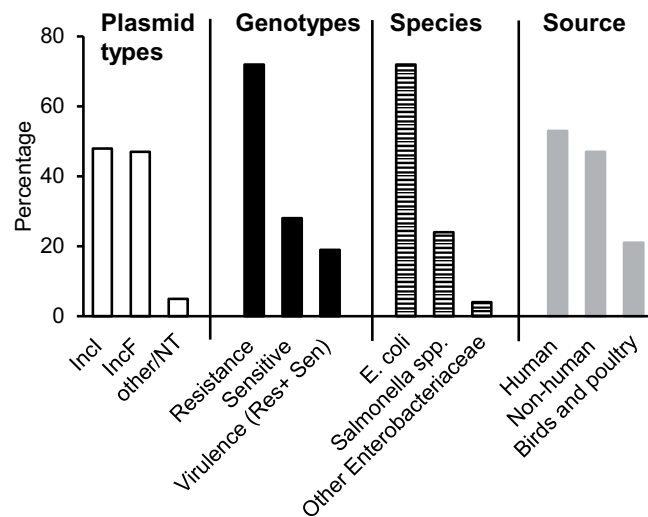 Plasmid
types
Genotypes
Species
Source
Percentage
80
60
40
20
0
IncI
IncF
other/NT
Resistance
Sensitive
Virulence (Res+ Sen)
E. coli
Salmonella spp.
Other Enterobacteriaceae
Human
Non-human
Birds and poultry